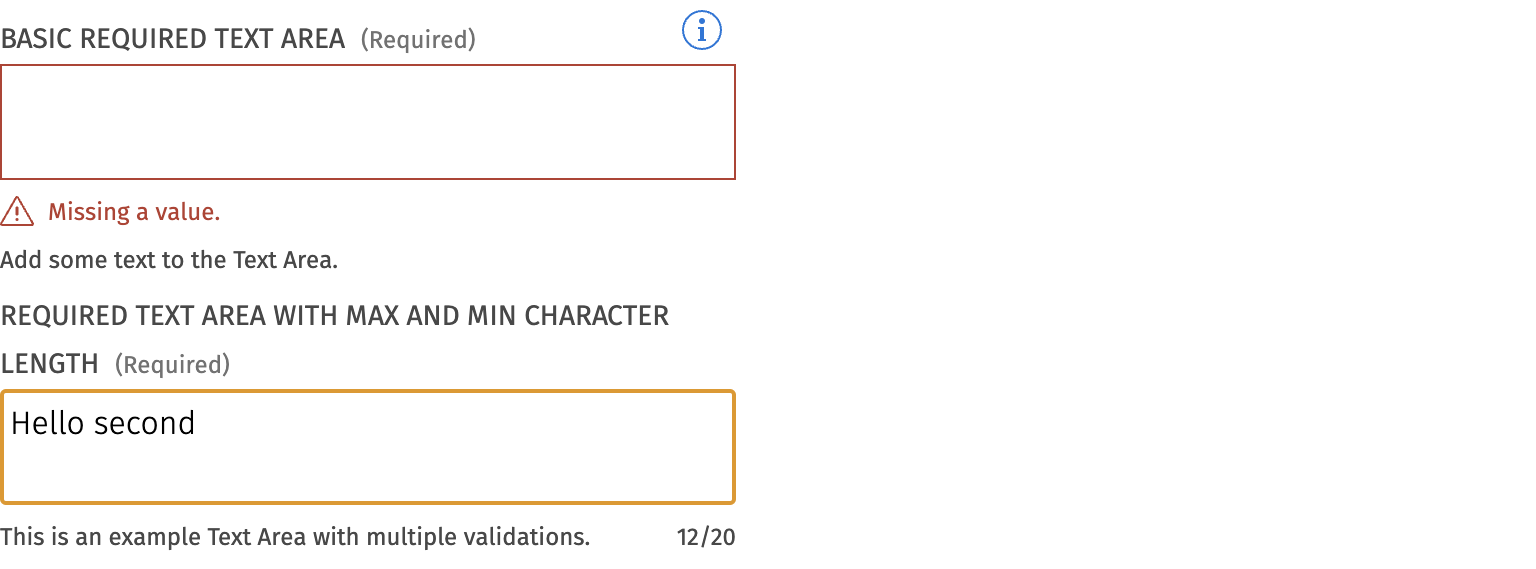 BASIC REQUIRED TEXT AREA (Required)
Missing a value.
Add some text to the Text Area.
REQUIRED TEXT AREA WITH MAX AND MIN CHARACTER
LENGTH (Required)
Hello second
This is an example Text Area with multiple validations. 12/20